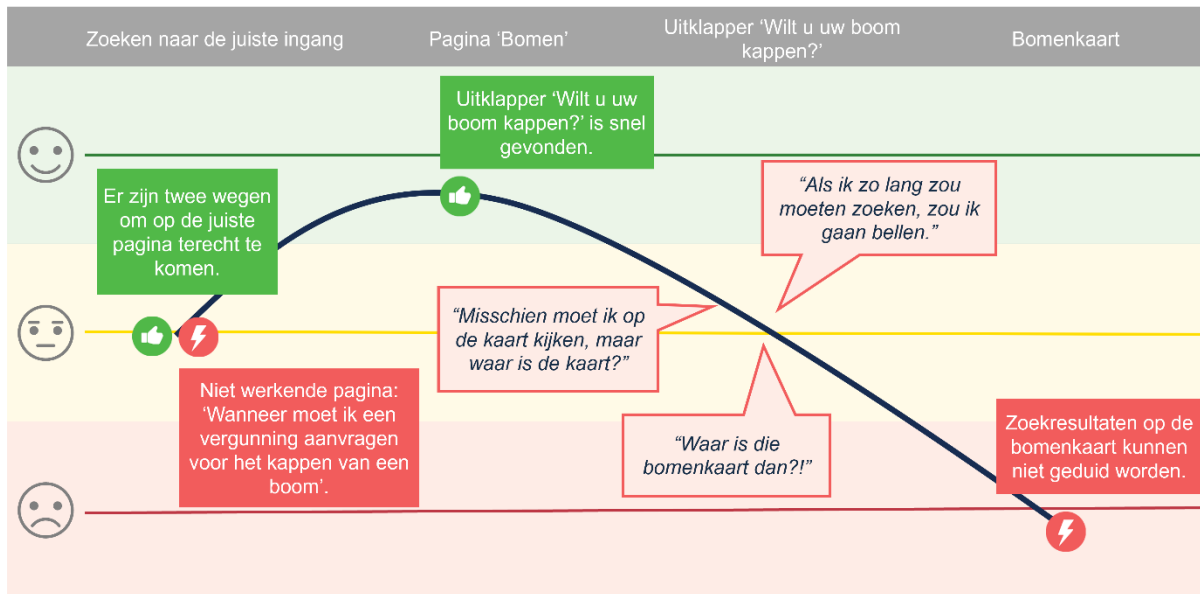 Zoeken naar de juiste ingang
Pagina ‘Bomen’
Uitklapper ‘Wilt u uw boom
kappen?’
Bomenkaart
Uitklapper ‘Wilt u uw
boom kappen?’ is snel
gevonden.
Er zijn twee wegen
om op de juiste
pagina terecht te
komen.
“Als ik zo lang zou
moeten zoeken, zou ik
gaan bellen.”
“Misschien moet ik op
de kaart kijken, maar
waar is de kaart?”
Niet werkende pagina:
‘Wanneer moet ik een
vergunning aanvragen
voor het kappen van een
boom’.
“Waar is die
bomenkaart dan?!”
Zoekresultaten op de
bomenkaart kunnen
niet geduid worden.